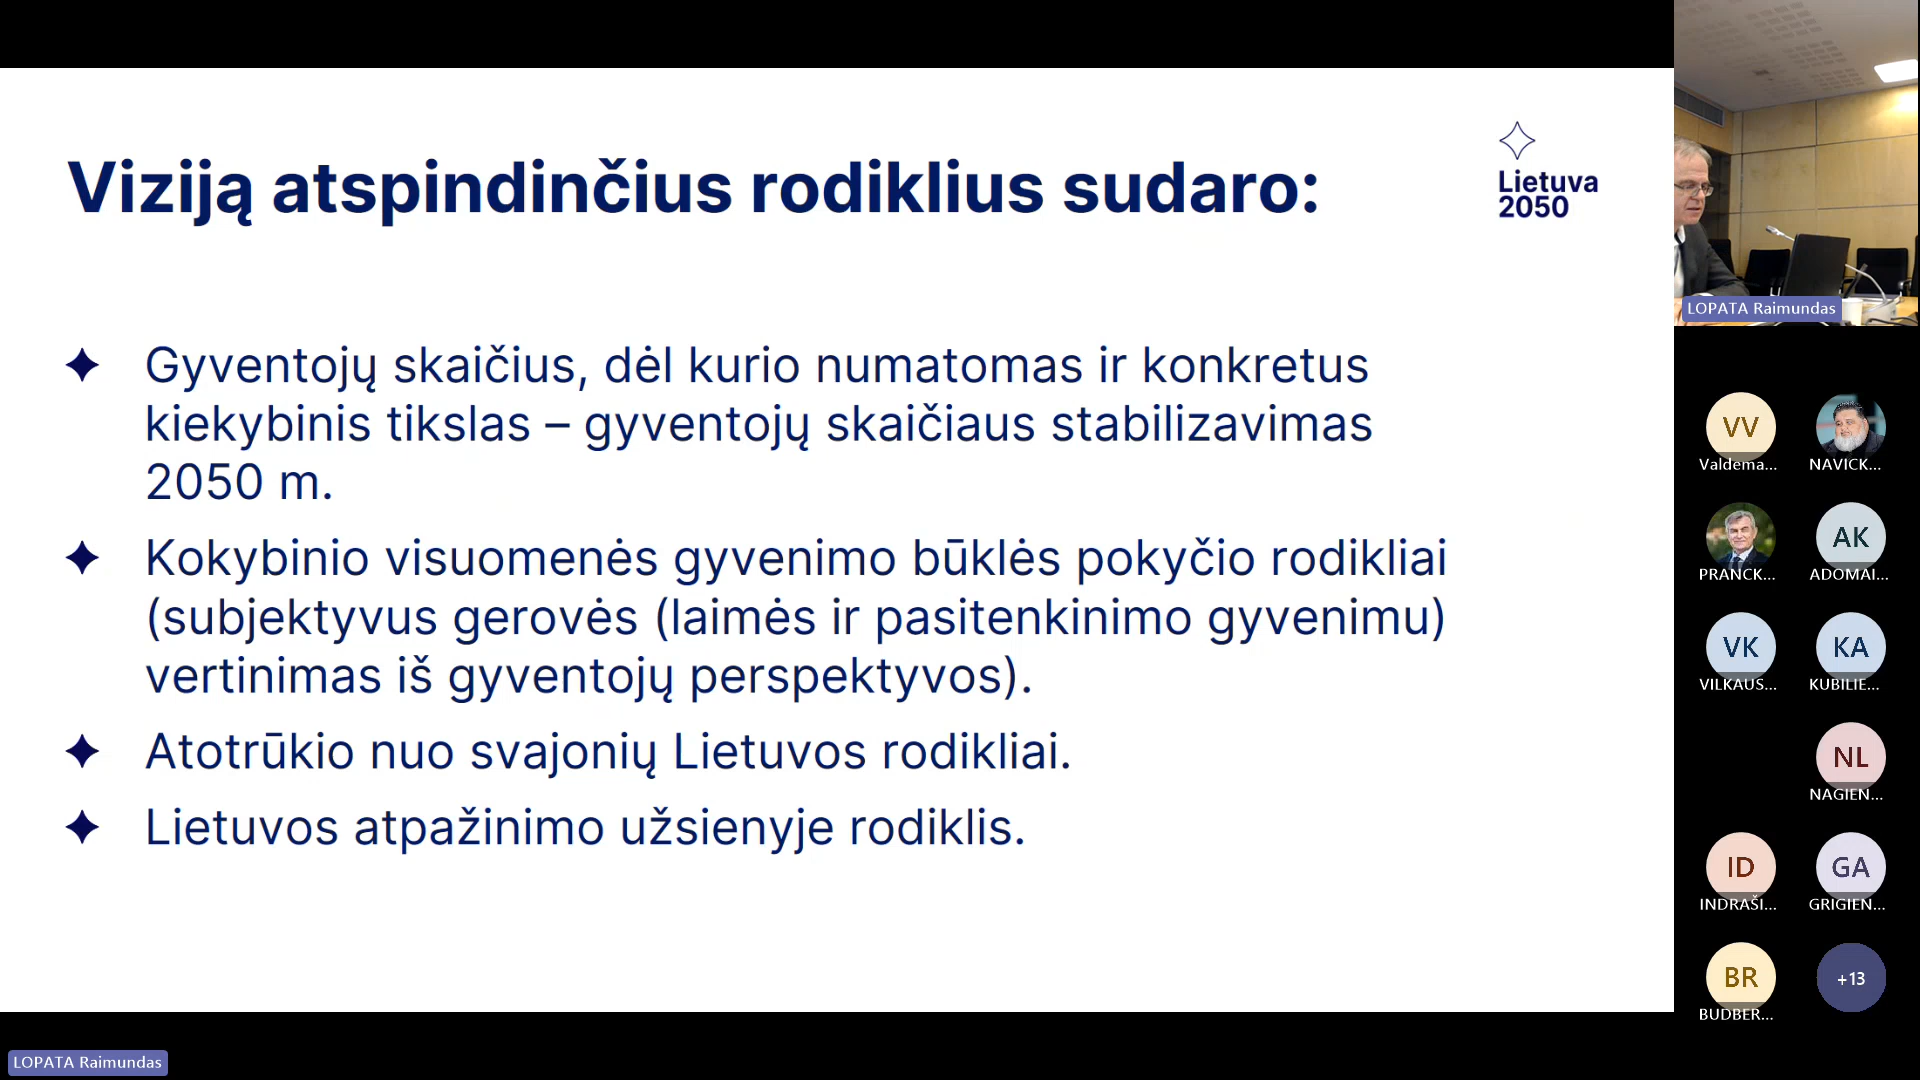 Viziją atspindinčius rodiklius sudaro:
Lietuva
2050
Gyventojų skaičius, dėl kurio numatomas ir konkretus
kiekybinis tikslas – gyventojų skaičiaus stabilizavimas
2050 m.
Kokybinio visuomenės gyvenimo būklės pokyčio rodikliai
(subjektyvus gerovės (laimės ir pasitenkinimo gyvenimu)
vertinimas iš gyventojų perspektyvos).
Atotrūkio nuo svajonių Lietuvos rodikliai.
Lietuvos atpažinimo užsienyje rodiklis.
LOPATA Raimundas
VV
Valdema...
NAVICK...
PRANCK...
AK
ADOMAI...
VK
VILKAUS...
KA
KUBILIE...
NL
NAGIEN...
ID
INDRAŠI...
GA
GRIGIEN...
BR
BUDBER...
+13
LOPATA Raimundas